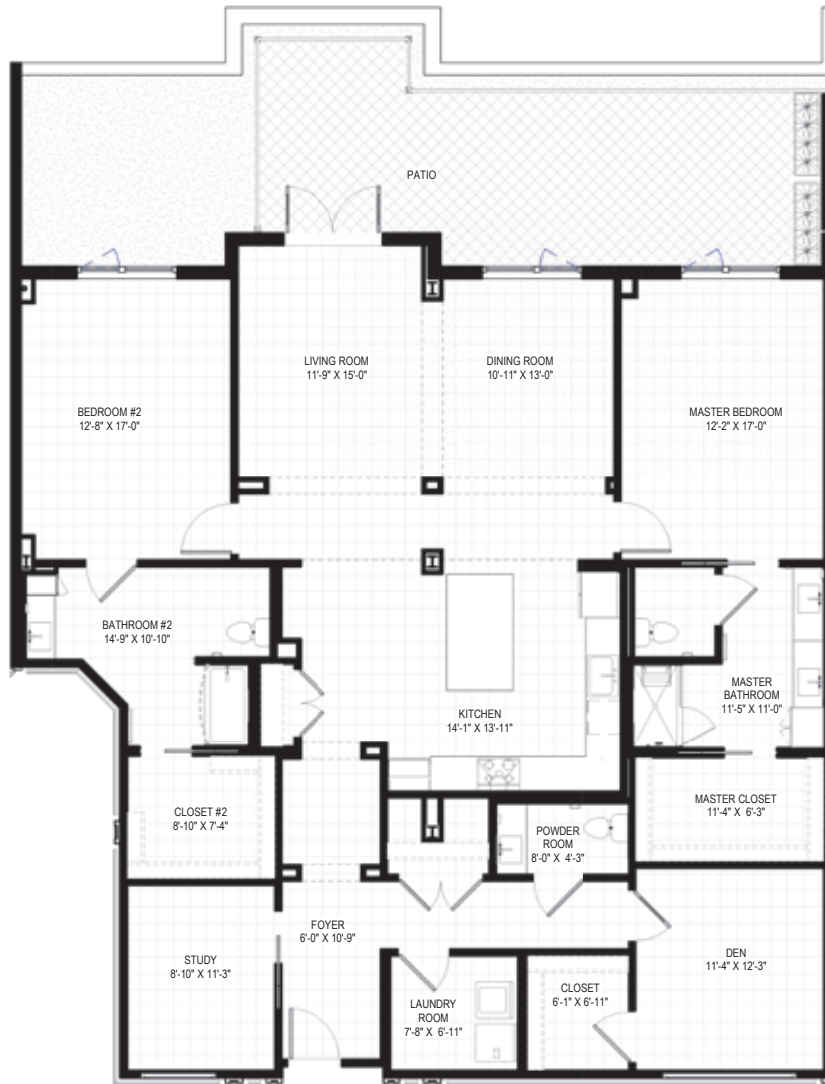 PATIO
LIVING ROOM
11'-9" X 15'-0"
DINING ROOM
10'-11" X 13'-0"
BEDROOM #2
12'-8" X 17'-0"
MASTER BEDROOM
12'-2" X 17'-0"
BATHROOM #2
14'-9" X 10'-10"
KITCHEN
14'-1" X 13'-11"
MASTER
BATHROOM
11'-5" X 11'-0"
CLOSET #2
8'-10" X 7'-4"
MASTER CLOSET
11'-4" X 6'-3"
POWDER
ROOM
8'-0" X 4'-3"
FOYER
6'-0" X 10'-9"
STUDY
8'-10" X 11'-3"
DEN
11'-4" X 12'-3"
LAUNDRY
ROOM
7'-8" X 6'-11"
CLOSET
6'-1" X 6'-11"